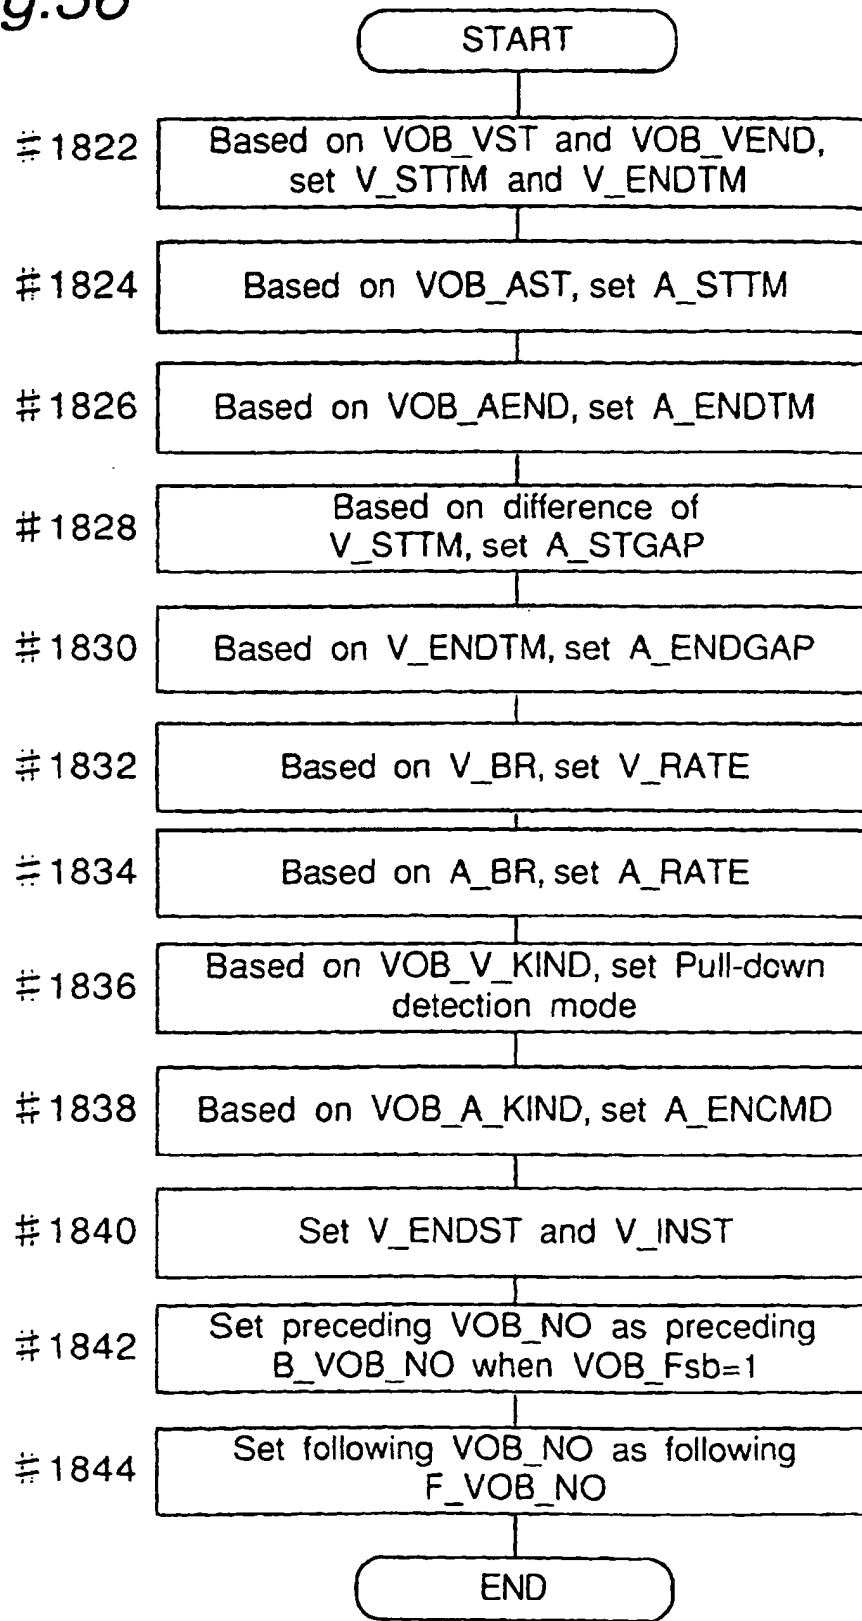 g.56
START
#1822
Based on VOB_VST and VOB_VEND,
set V_STTM and V_ENDTM
#1824
Based on VOB_AST, set A_STTM
#1826
Based on VOB_AEND, set A_ENDTM
#1828
Based on difference of
V_STTM, set A_STGAP
#1830
Based on V_ENDTM, set A_ENDGAP
#1832
Based on V_BR, set V_RATE
#1834
Based on A_BR, set A_RATE
#1836
Based on VOB_V_KIND, set Pull-down
detection mode
#1838
Based on VOB_A_KIND, set A_ENCMD
#1840
Set V_ENDST and V_INST
#1842
Set preceding VOB_NO as preceding
B_VOB_NO when VOB_Fsb=1
#1844
Set following VOB_NO as following
F_VOB_NO
END